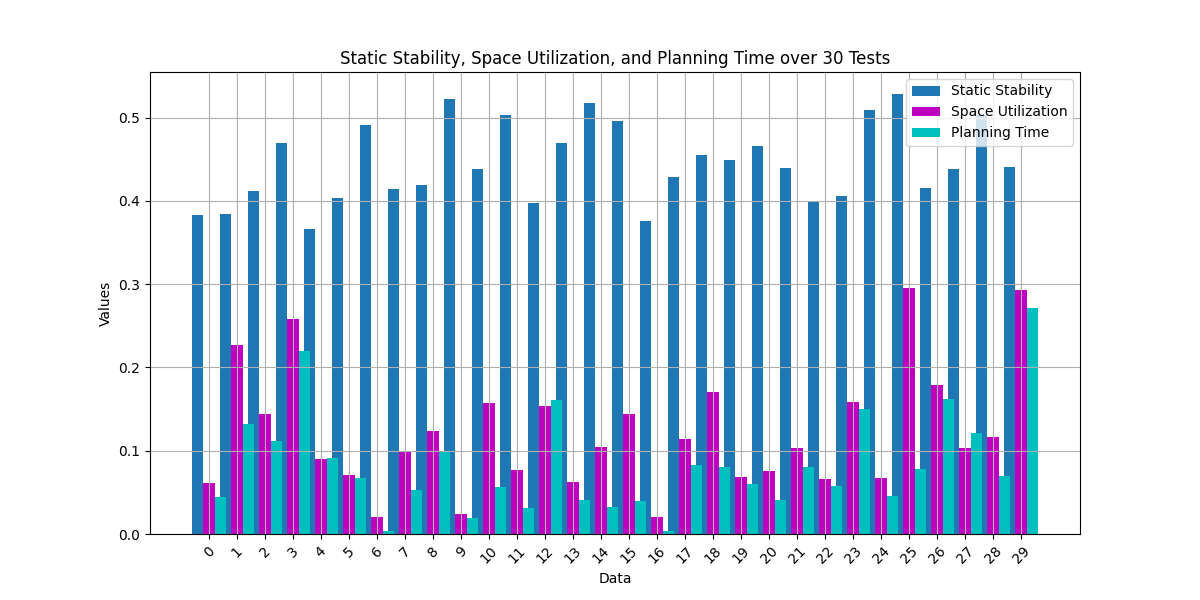 Static Stability, Space Utilization, and Planning Time over 30 Tests
Static Stability
Space Utilization
Planning Time
0.5
0.4
0.3
0.2
0.1
0.0
Values
0 1 2 3 4 5 6 7 8 9 10 11 12 13 14 15 16 17 18 19 20 21 22 23 24 25 26 27 28 29
Data